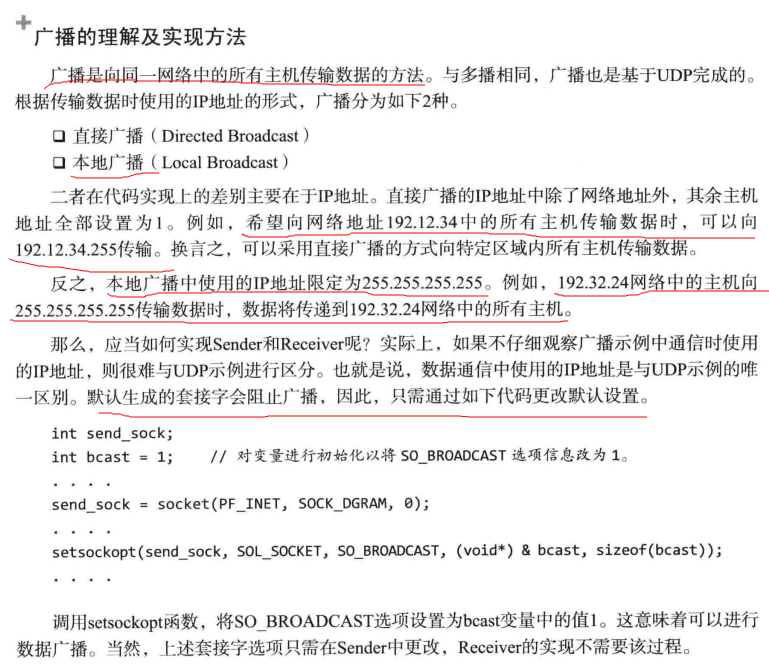 广播的理解及实现方法
广播是向同一网络中的所有主机传输数据的方法。与多播相同，广播也是基于UDP完成的。
根据传输数据时使用的IP地址的形式，广播分为如下2种。
❑ 直接广播（Directed Broadcast）
❑ 本地广播（Local Broadcast）
二者在代码实现上的差别主要在于IP地址。直接广播的IP地址中除了网络地址外，其余主机
地址全部设置为1。例如，希望向网络地址192.12.34中的所有主机传输数据时，可以向
192.12.34.255传输。换言之，可以采用直接广播的方式向特定区域内所有主机传输数据。
反之，本地广播中使用的IP地址限定为255.255.255.255。例如，192.32.24网络中的主机向
255.255.255.255传输数据时，数据将传递到192.32.24网络中的所有主机。
那么，应当如何实现Sender和Receiver呢？实际上，如果不仔细观察广播示例中通信时使用
的IP地址，则很难与UDP示例进行区分。也就是说，数据通信中使用的IP地址是与UDP示例的唯
一区别。默认生成的套接字会阻止广播，因此，只需通过如下代码更改默认设置。
int send_sock;
int bcast = 1; // 对变量进行初始化以将 SO_BROADCAST 选项信息改为 1。
. . . .
send_sock = socket(PF_INET, SOCK_DGRAM, 0);
. . . .
setsockopt(send_sock, SOL_SOCKET, SO_BROADCAST, (void*) & bcast, sizeof(bcast));
. . . .
调用setsockopt函数，将SO_BROADCAST选项设置为bcast变量中的值1。这意味着可以进行
数据广播。当然，上述套接字选项只需在Sender中更改，Receiver的实现不需要该过程。